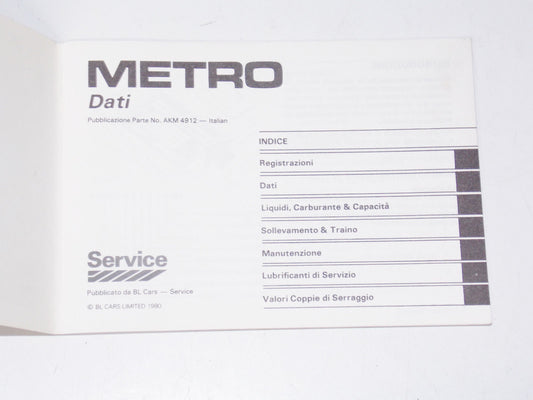 METRO
Dati
Pubblicazione Parte No. AKM 4912 — Italian
INDICE
Registrazioni
Dati
Liquidi, Carburante & Capacità
Sollevamento & Traino
Manutenzione
Lubrificanti di Servizio
Valori Coppie di Serraggio
Service
Pubblicato da BL Cars — Service
© BL CARS LIMITED 1980